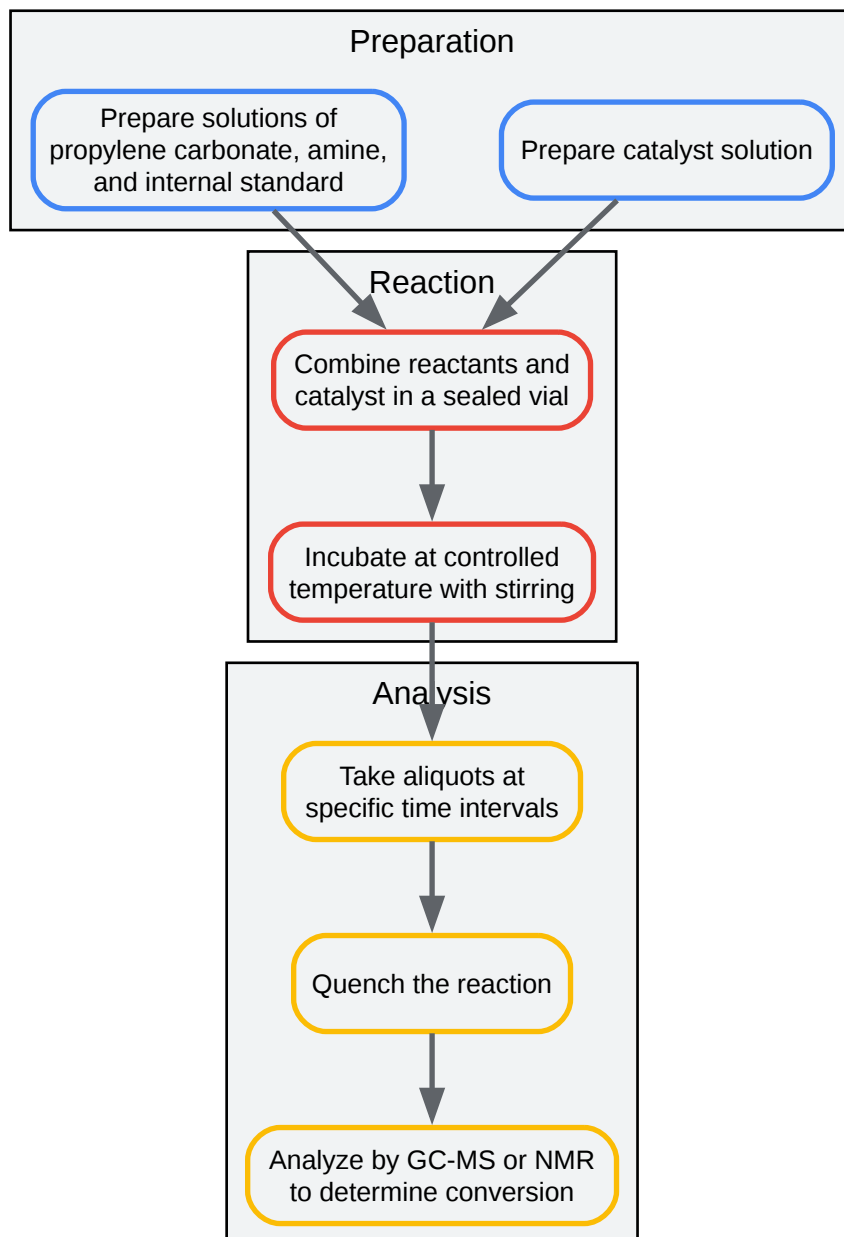 Preparation
Prepare solutions of
propylene carbonate, amine,
and internal standard
Prepare catalyst solution
Reaction
Combine reactants and
catalyst in a sealed vial
Incubate at controlled
temperature with stirring
Analysis
Take aliquots at
specific time intervals
Quench the reaction
Analyze by GC-MS or NMR
to determine conversion